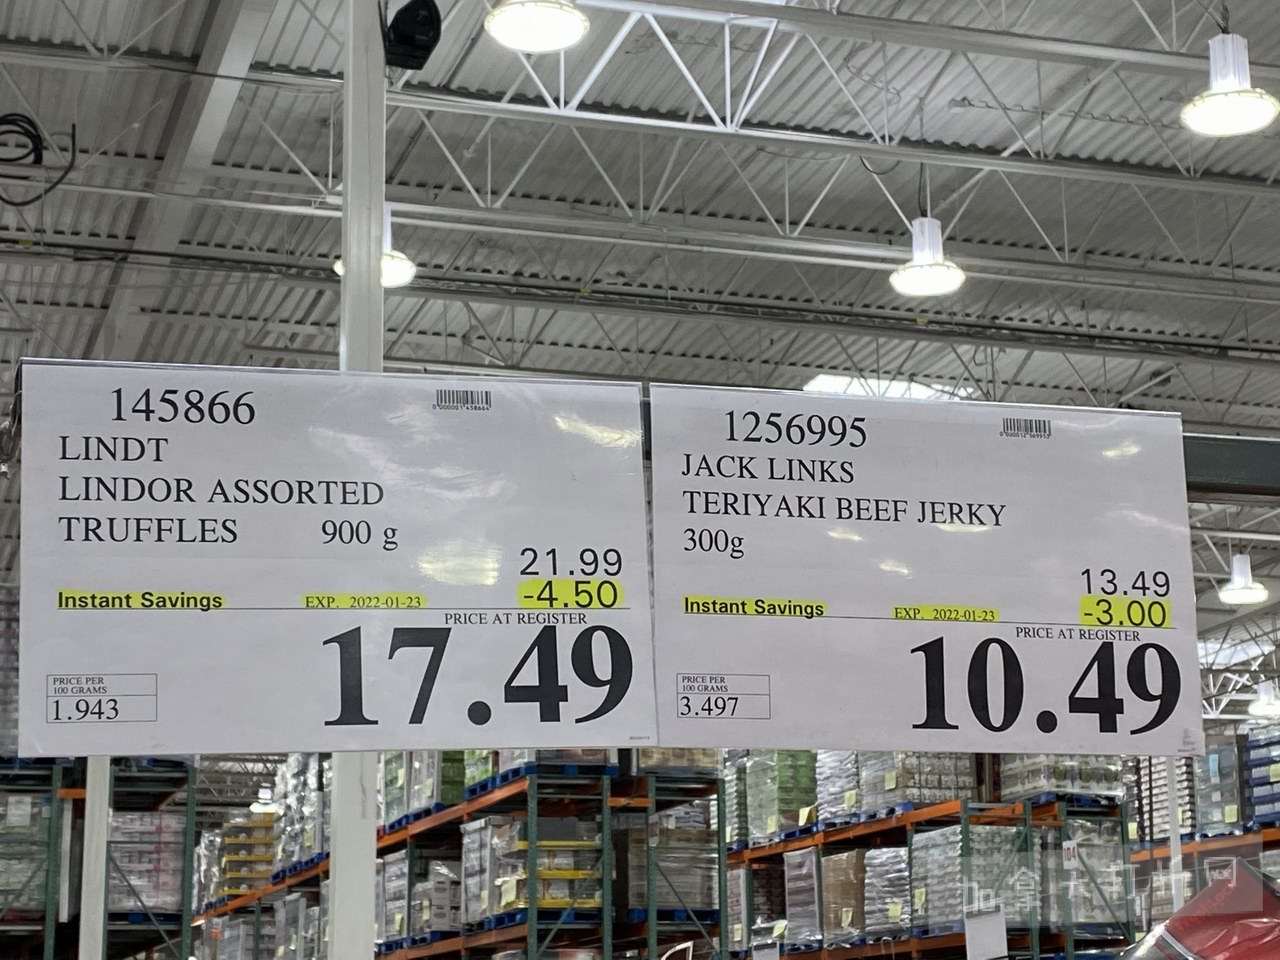 145866
LINDT
LINDOR ASSORTED
TRUFFLES 900 g
21.99
Instant Savings EXP. 2022-01-23 -4.50
PRICE AT REGISTER
17.49
PRICE PER
100 GRAMS
1.943
1256995
JACK LINKS
TERIYAKI BEEF JERKY
300g
13.49
Instant Savings EXP. 2022-01-23 -3.00
PRICE AT REGISTER
10.49
PRICE PER
100 GRAMS
3.497
104